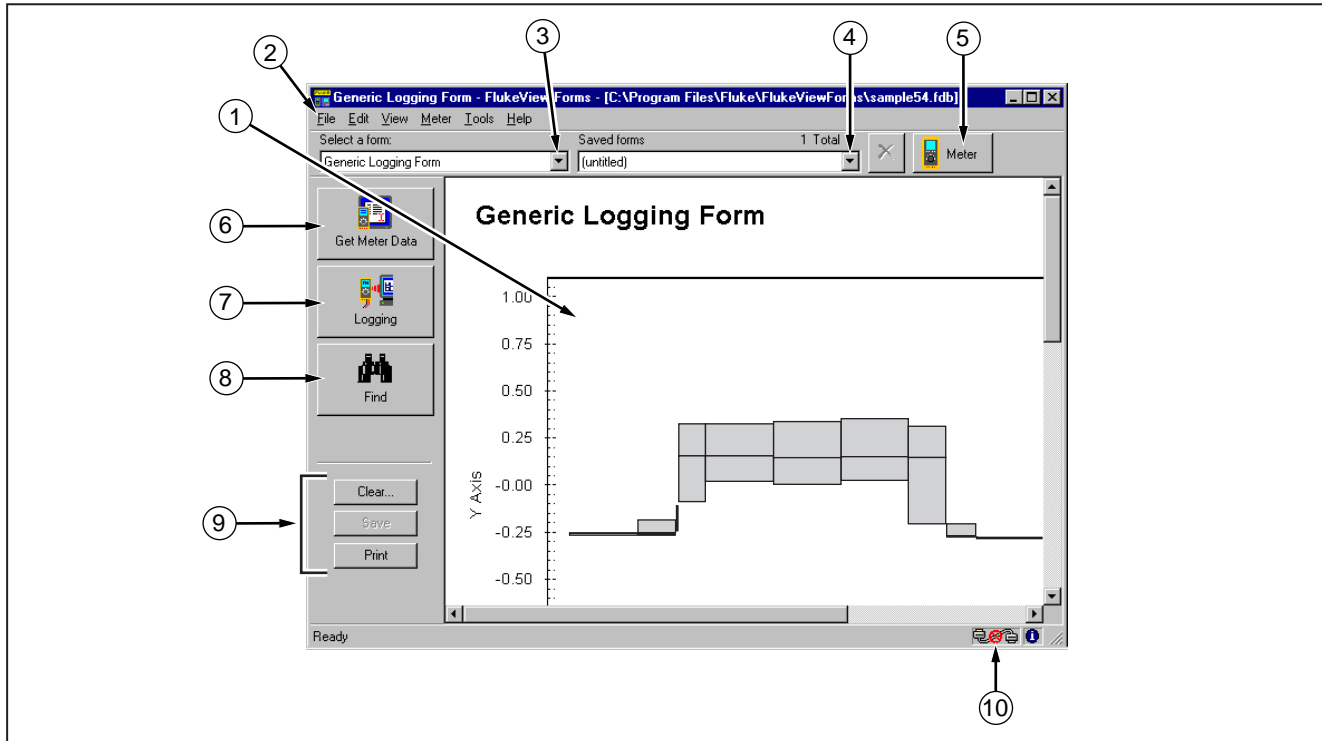 3
4
5
2
1
Generic Logging Form - FlukeView Forms - [C:\Program Files\Fluke\FlukeViewForms\sample54.fdb]
File Edit View Meter Tools Help
Select a form:
Saved forms
1 Total
Generic Logging Form
(untitled)
Meter
6
Get Meter Data
Generic Logging Form
7
Logging
8
Find
9
Clear...
Save
Print
1.00
0.75
0.50
0.25
-0.00
-0.25
-0.50
Y Axis
Ready
10